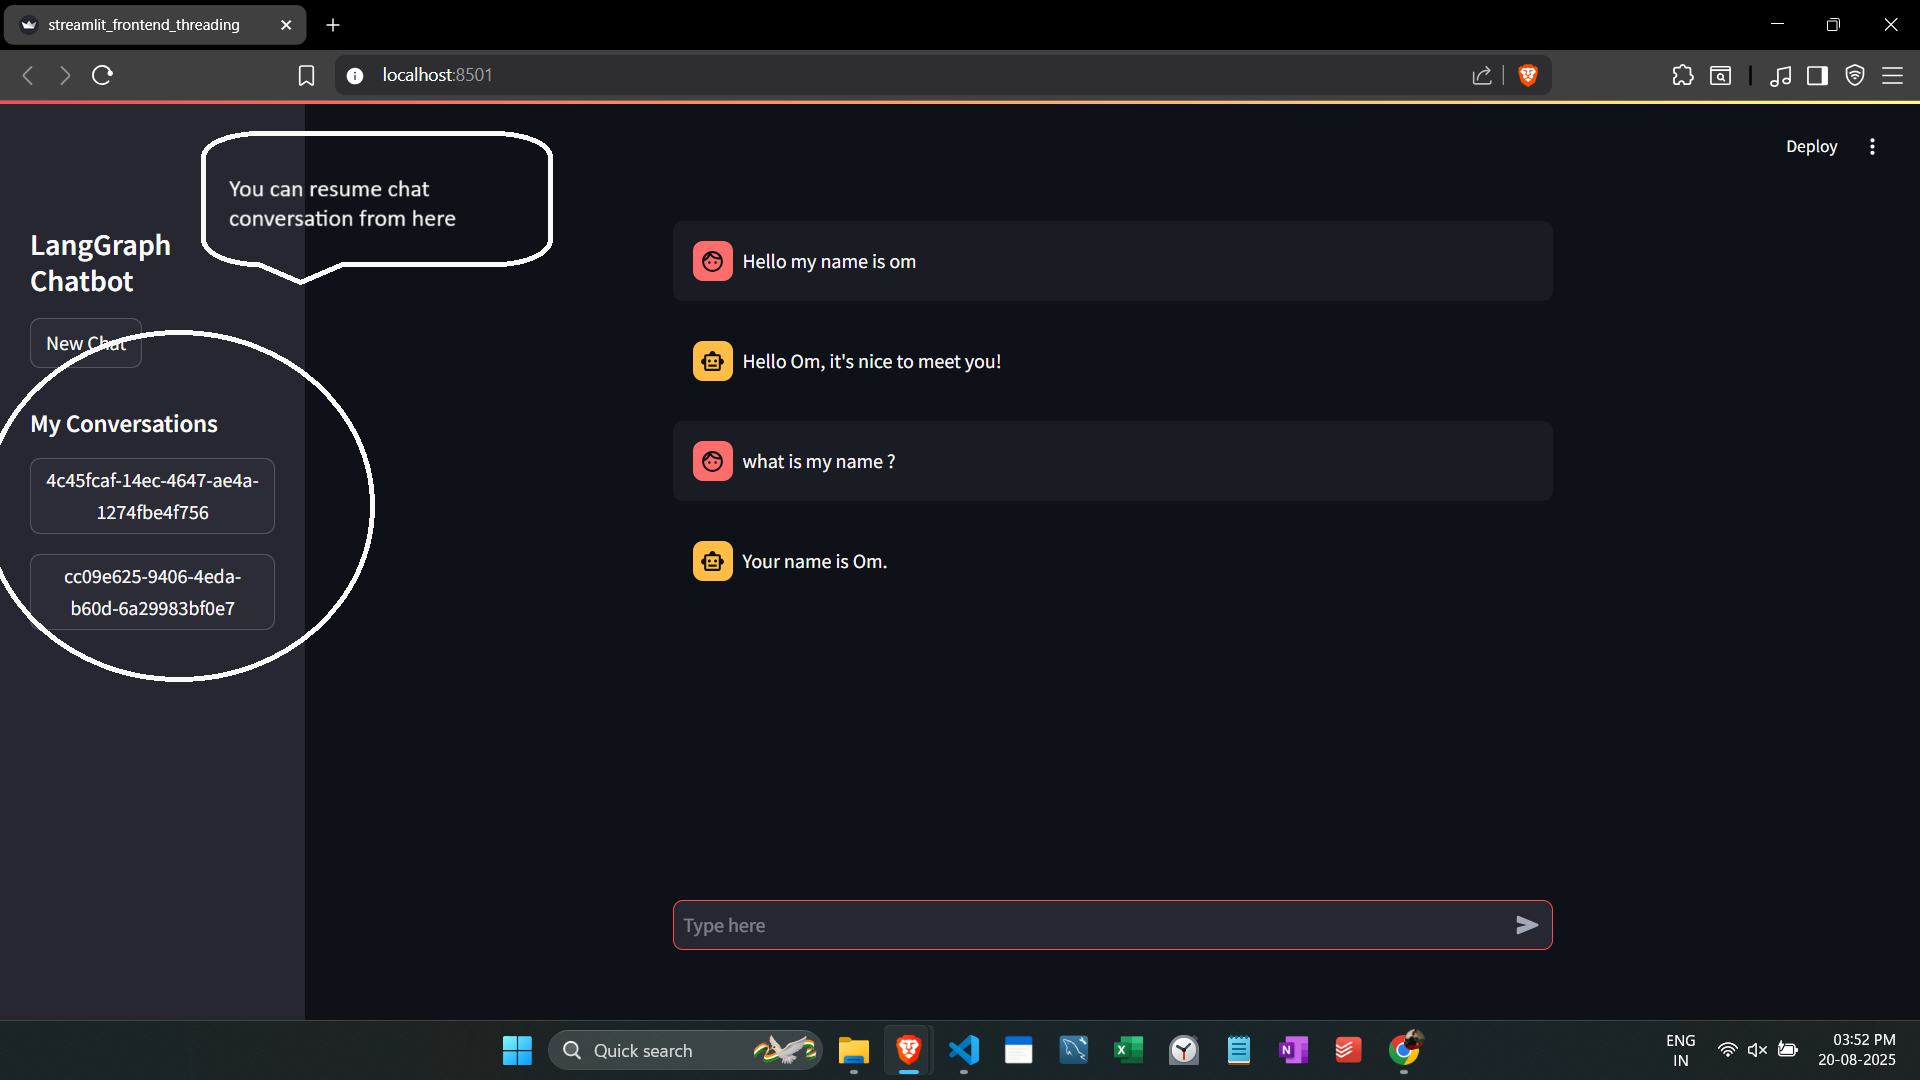 streamlit_frontend_threading
localhost:8501
Deploy
You can resume chat
conversation from here
LangGraph
Chatbot
New Chat
My Conversations
4c45fcaf-14ec-4647-ae4a-
1274fbe4f756
cc09e625-9406-4eda-
b60d-6a29983bf0e7
Hello my name is om
Hello Om, it's nice to meet you!
what is my name ?
Your name is Om.
Type here
Quick search
ENG
IN
03:52 PM
20-08-2025